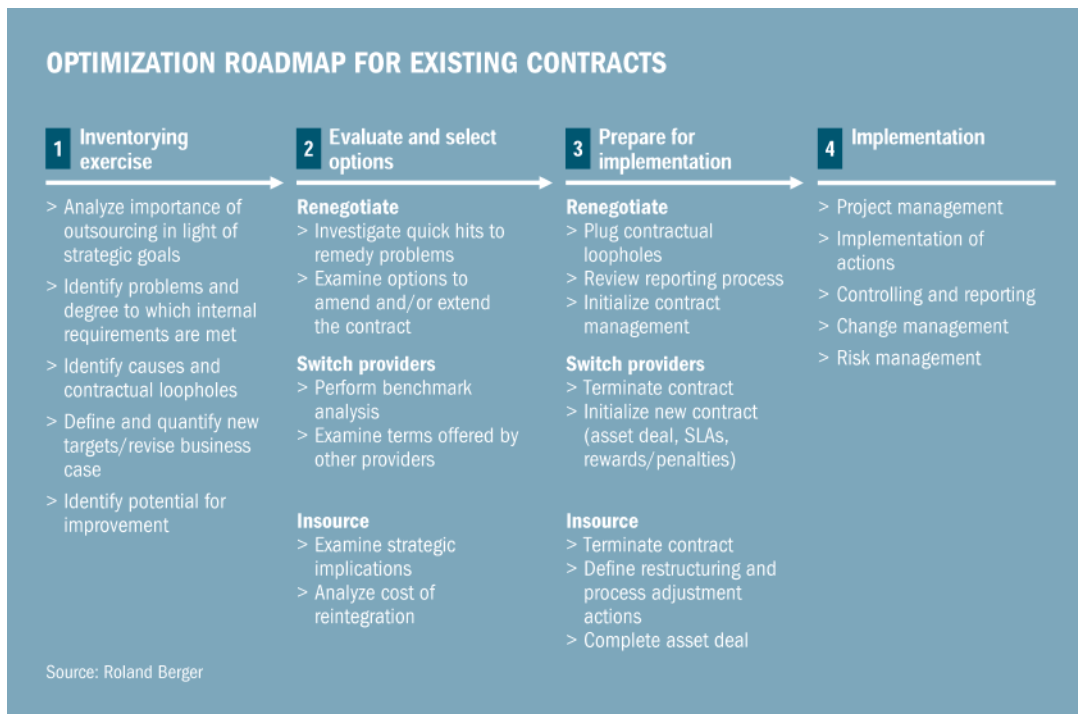 OPTIMIZATION ROADMAP FOR EXISTING CONTRACTS
1 Inventorying
exercise
> Analyze importance of
outsourcing in light of
strategic goals
> Identify problems and
degree to which internal
requirements are met
> Identify causes and
contractual loopholes
> Define and quantify new
targets/revise business
case
> Identify potential for
improvement
2 Evaluate and select
options
Renegotiate
> Investigate quick hits to
remedy problems
> Examine options to
amend and/or extend
the contract
Switch providers
> Perform benchmark
analysis
> Examine terms offered by
other providers
Insource
> Examine strategic
implications
> Analyze cost of
reintegration
3 Prepare for
implementation
Renegotiate
> Plug contractual
loopholes
> Review reporting process
> Initialize contract
management
Switch providers
> Terminate contract
> Initialize new contract
(asset deal, SLAs,
rewards/penalties)
Insource
> Terminate contract
> Define restructuring and
process adjustment
actions
> Complete asset deal
4 Implementation
> Project management
> Implementation of
actions
> Controlling and reporting
> Change management
> Risk management
Source: Roland Berger